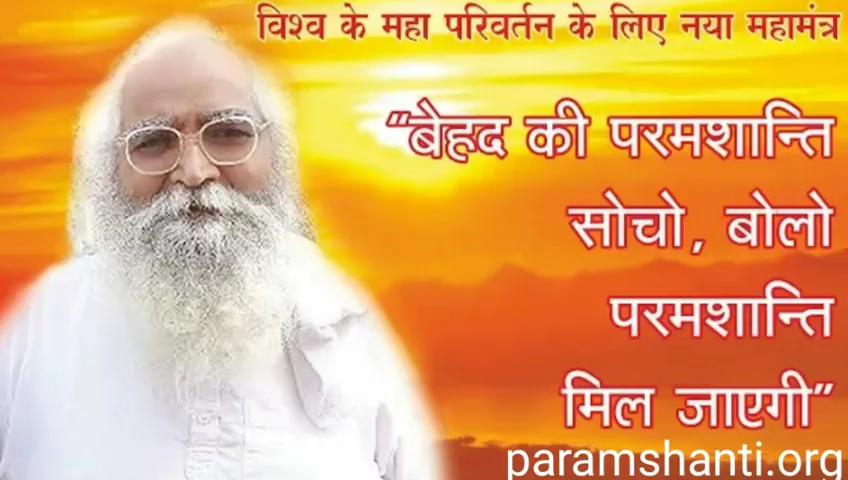 विश्व के महा परिवर्तन के लिए नया महामंत्र
“बेहद की परमशान्ति
सोचो, बोलो
परमशान्ति
मिल जाएगी”
paramshanti.org